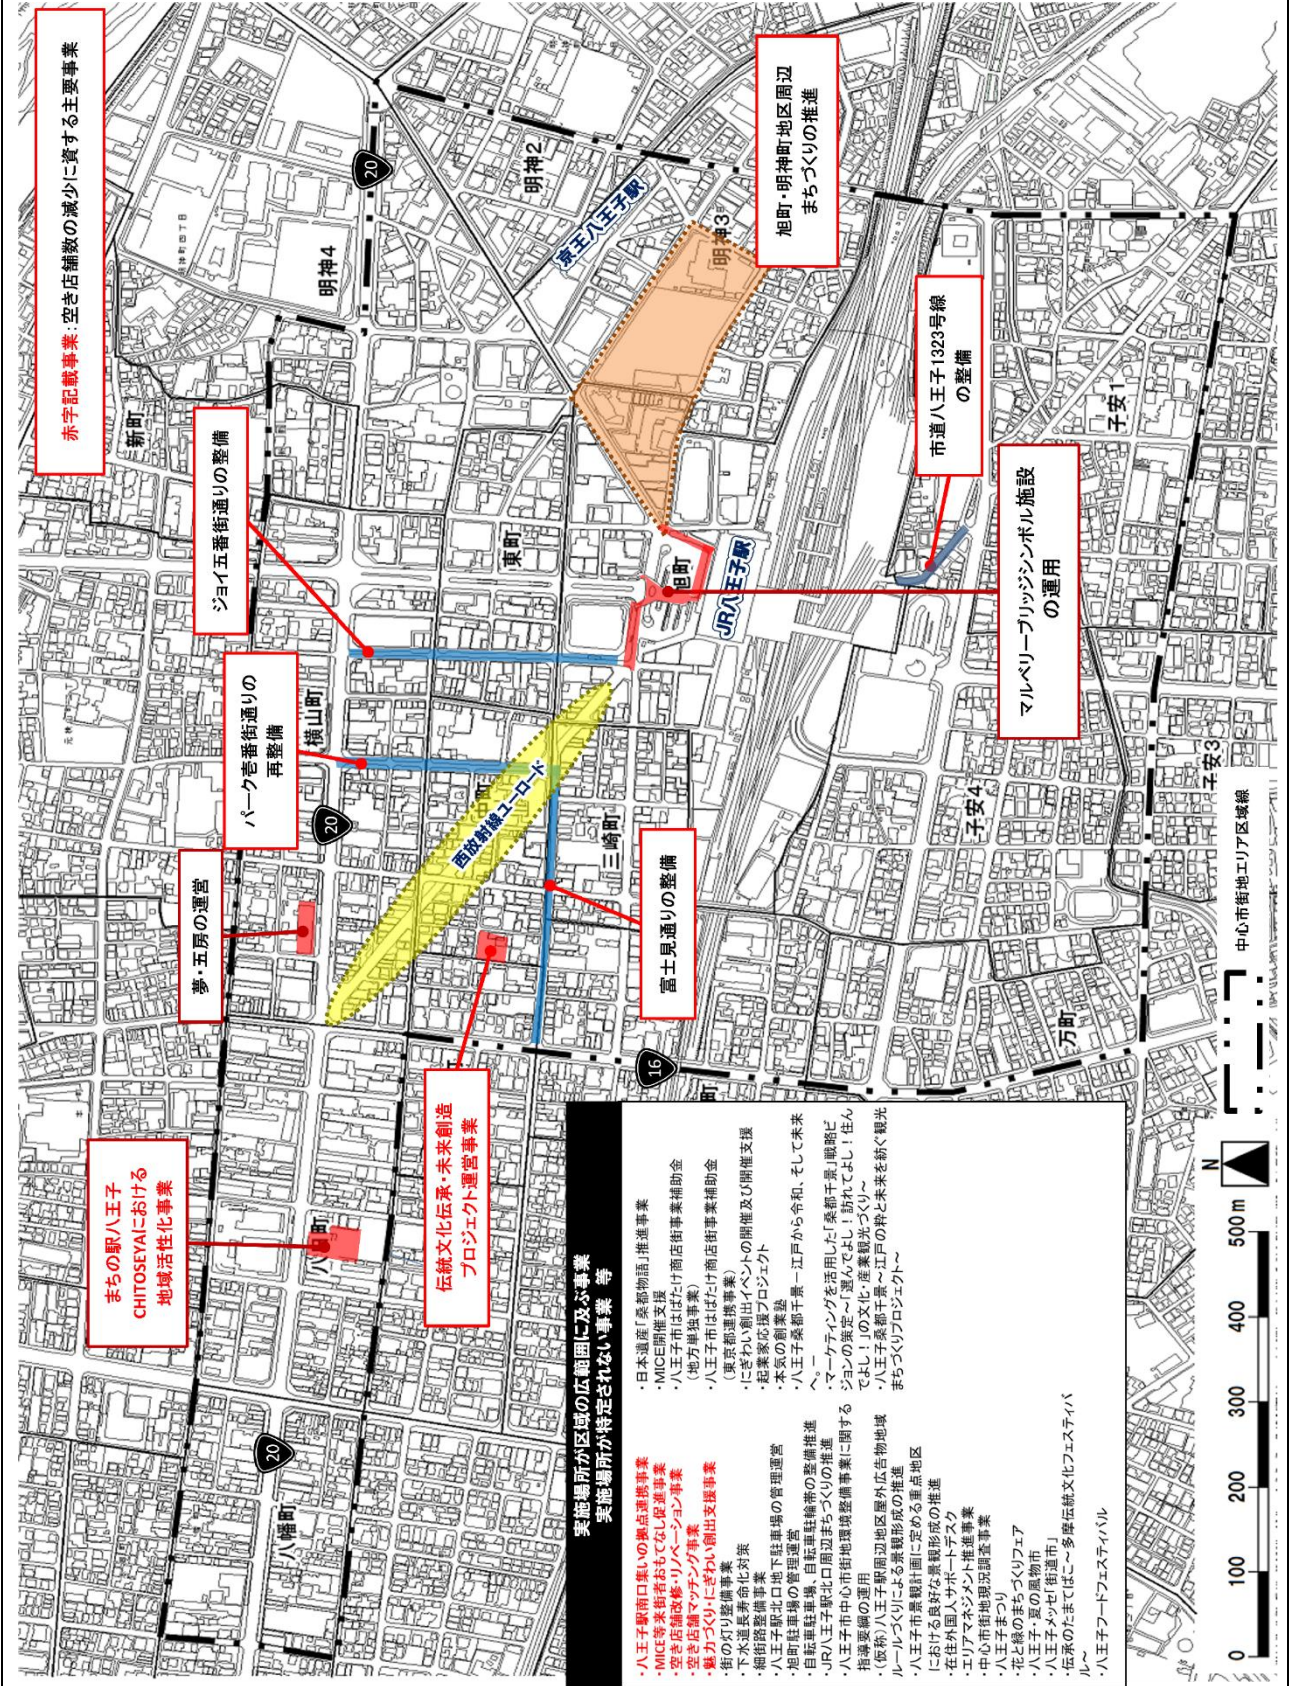 赤字記載事業：空き店舗数の減少に資する主要事業
まちの駅八王子
CHITOSEYAにおける
地域活性化事業
夢・五房の運営
パーク壱番街通りの
再整備
ジョイ五番街通りの整備
伝統文化伝承・未来創造
プロジェクト運営事業
富士見通りの整備
西放射線ユーロード
マルベリーブリッジシンボル施設
の運用
市道八王子1323号線
の整備
旭町・明神町地区周辺
まちづくりの推進
京王八王子駅
JR八王子駅
新町
明神4
明神2
明神3
東町
旭町
横山町
三崎町
八幡町
子安1
子安3
子安4
万町
町
20
20
20
16
実施場所が区域の広範囲に及ぶ事業
実施場所が特定されない事業　等
・八王子駅南口集いの拠点連携事業
・MICE等来街者おもてなし促進事業
・空き店舗改修・リノベーション事業
・空き店舗マッチング事業
・魅力づくり・にぎわい創出支援事業
・街の灯り整備事業
・下水道長寿命化対策
・細街路整備事業
・八王子駅北口地下駐車場の管理運営
・旭町駐車場の管理運営
・自転車駐車場、自転車駐輪帯の整備推進
・JR八王子駅北口周辺まちづくりの推進
・八王子市中心市街地環境整備事業に関する
指導要綱の運用
・（仮称）八王子駅周辺地区屋外広告物地域
ルールづくりによる景観形成の推進
・八王子市景観計画に定める重点地区
における良好な景観形成の推進
・在住外国人サポートデスク
・エリアマネジメント推進事業
・中心市街地現況調査事業
・八王子まつり
・花と緑のまちづくりフェア
・八王子・夏の風物市
・八王子メッセ「街道市」
・伝承のたまてばこ～多摩伝統文化フェスティバ
ル～
・八王子フードフェスティバル
・日本遺産「桑都物語」推進事業
・MICE開催支援
・八王子市はばたけ商店街事業補助金
（地方単独事業）
・八王子市はばたけ商店街事業補助金
（東京都連携事業）
・にぎわい創出イベントの開催及び開催支援
・起業家応援プロジェクト
・本気の創業塾
・八王子桑都千景－江戸から令和、そして未来
へ。－
・マーケティングを活用した「桑都千景」戦略ビ
ジョンの策定～「選んでよし！訪れてよし！住ん
でよし！」の文化・産業観光づくり～
・八王子桑都千景～江戸の粋と未来を紡ぐ観光
まちづくりプロジェクト～
中心市街地エリア区域線
N
0 100 200 300 400 500m